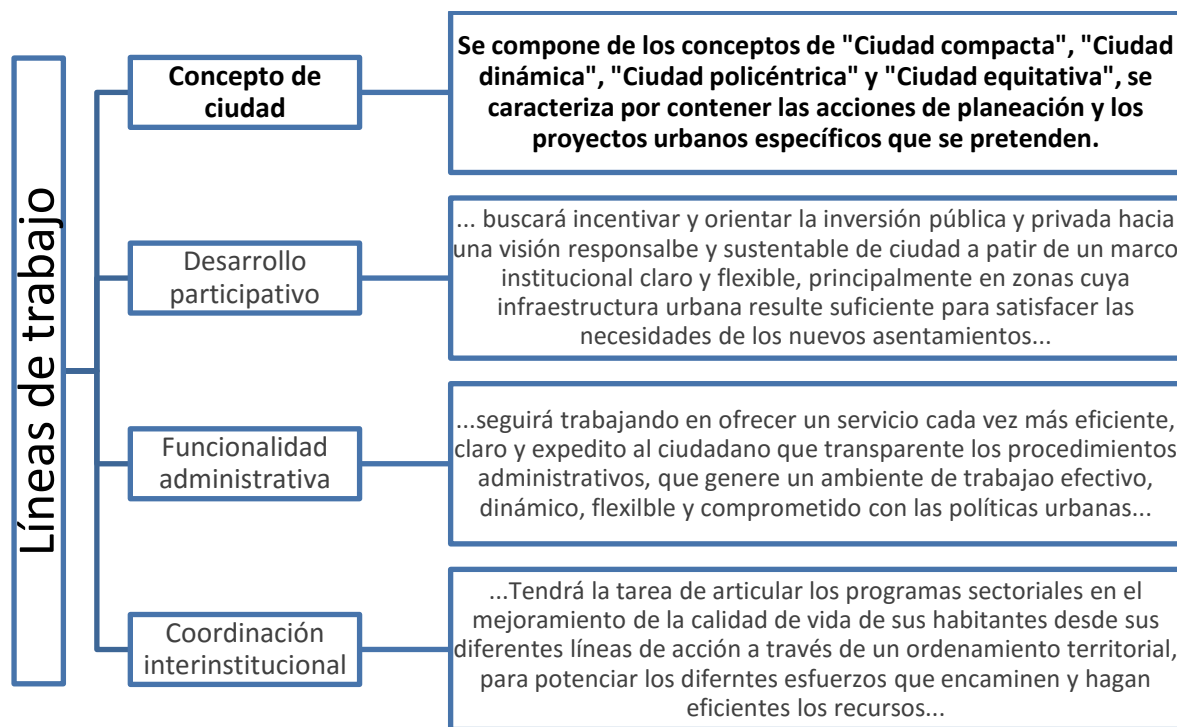 Líneas de trabajo
Concepto de
ciudad
Se compone de los conceptos de "Ciudad compacta", "Ciudad
dinámica", "Ciudad policéntrica" y "Ciudad equitativa", se
caracteriza por contener las acciones de planeación y los
proyectos urbanos específicos que se pretenden.
Desarrollo
participativo
... buscará incentivar y orientar la inversión pública y privada hacia
una visión responsalbe y sustentable de ciudad a patir de un marco
institucional claro y flexible, principalmente en zonas cuya
infraestructura urbana resulte suficiente para satisfacer las
necesidades de los nuevos asentamientos...
Funcionalidad
administrativa
...seguirá trabajando en ofrecer un servicio cada vez más eficiente,
claro y expedito al ciudadano que transparente los procedimientos
administrativos, que genere un ambiente de trabajao efectivo,
dinámico, flexilble y comprometido con las políticas urbanas...
Coordinación
interinstitucional
...Tendrá la tarea de articular los programas sectoriales en el
mejoramiento de la calidad de vida de sus habitantes desde sus
diferentes líneas de acción a través de un ordenamiento territorial,
para potenciar los diferntes esfuerzos que encaminen y hagan
eficientes los recursos...